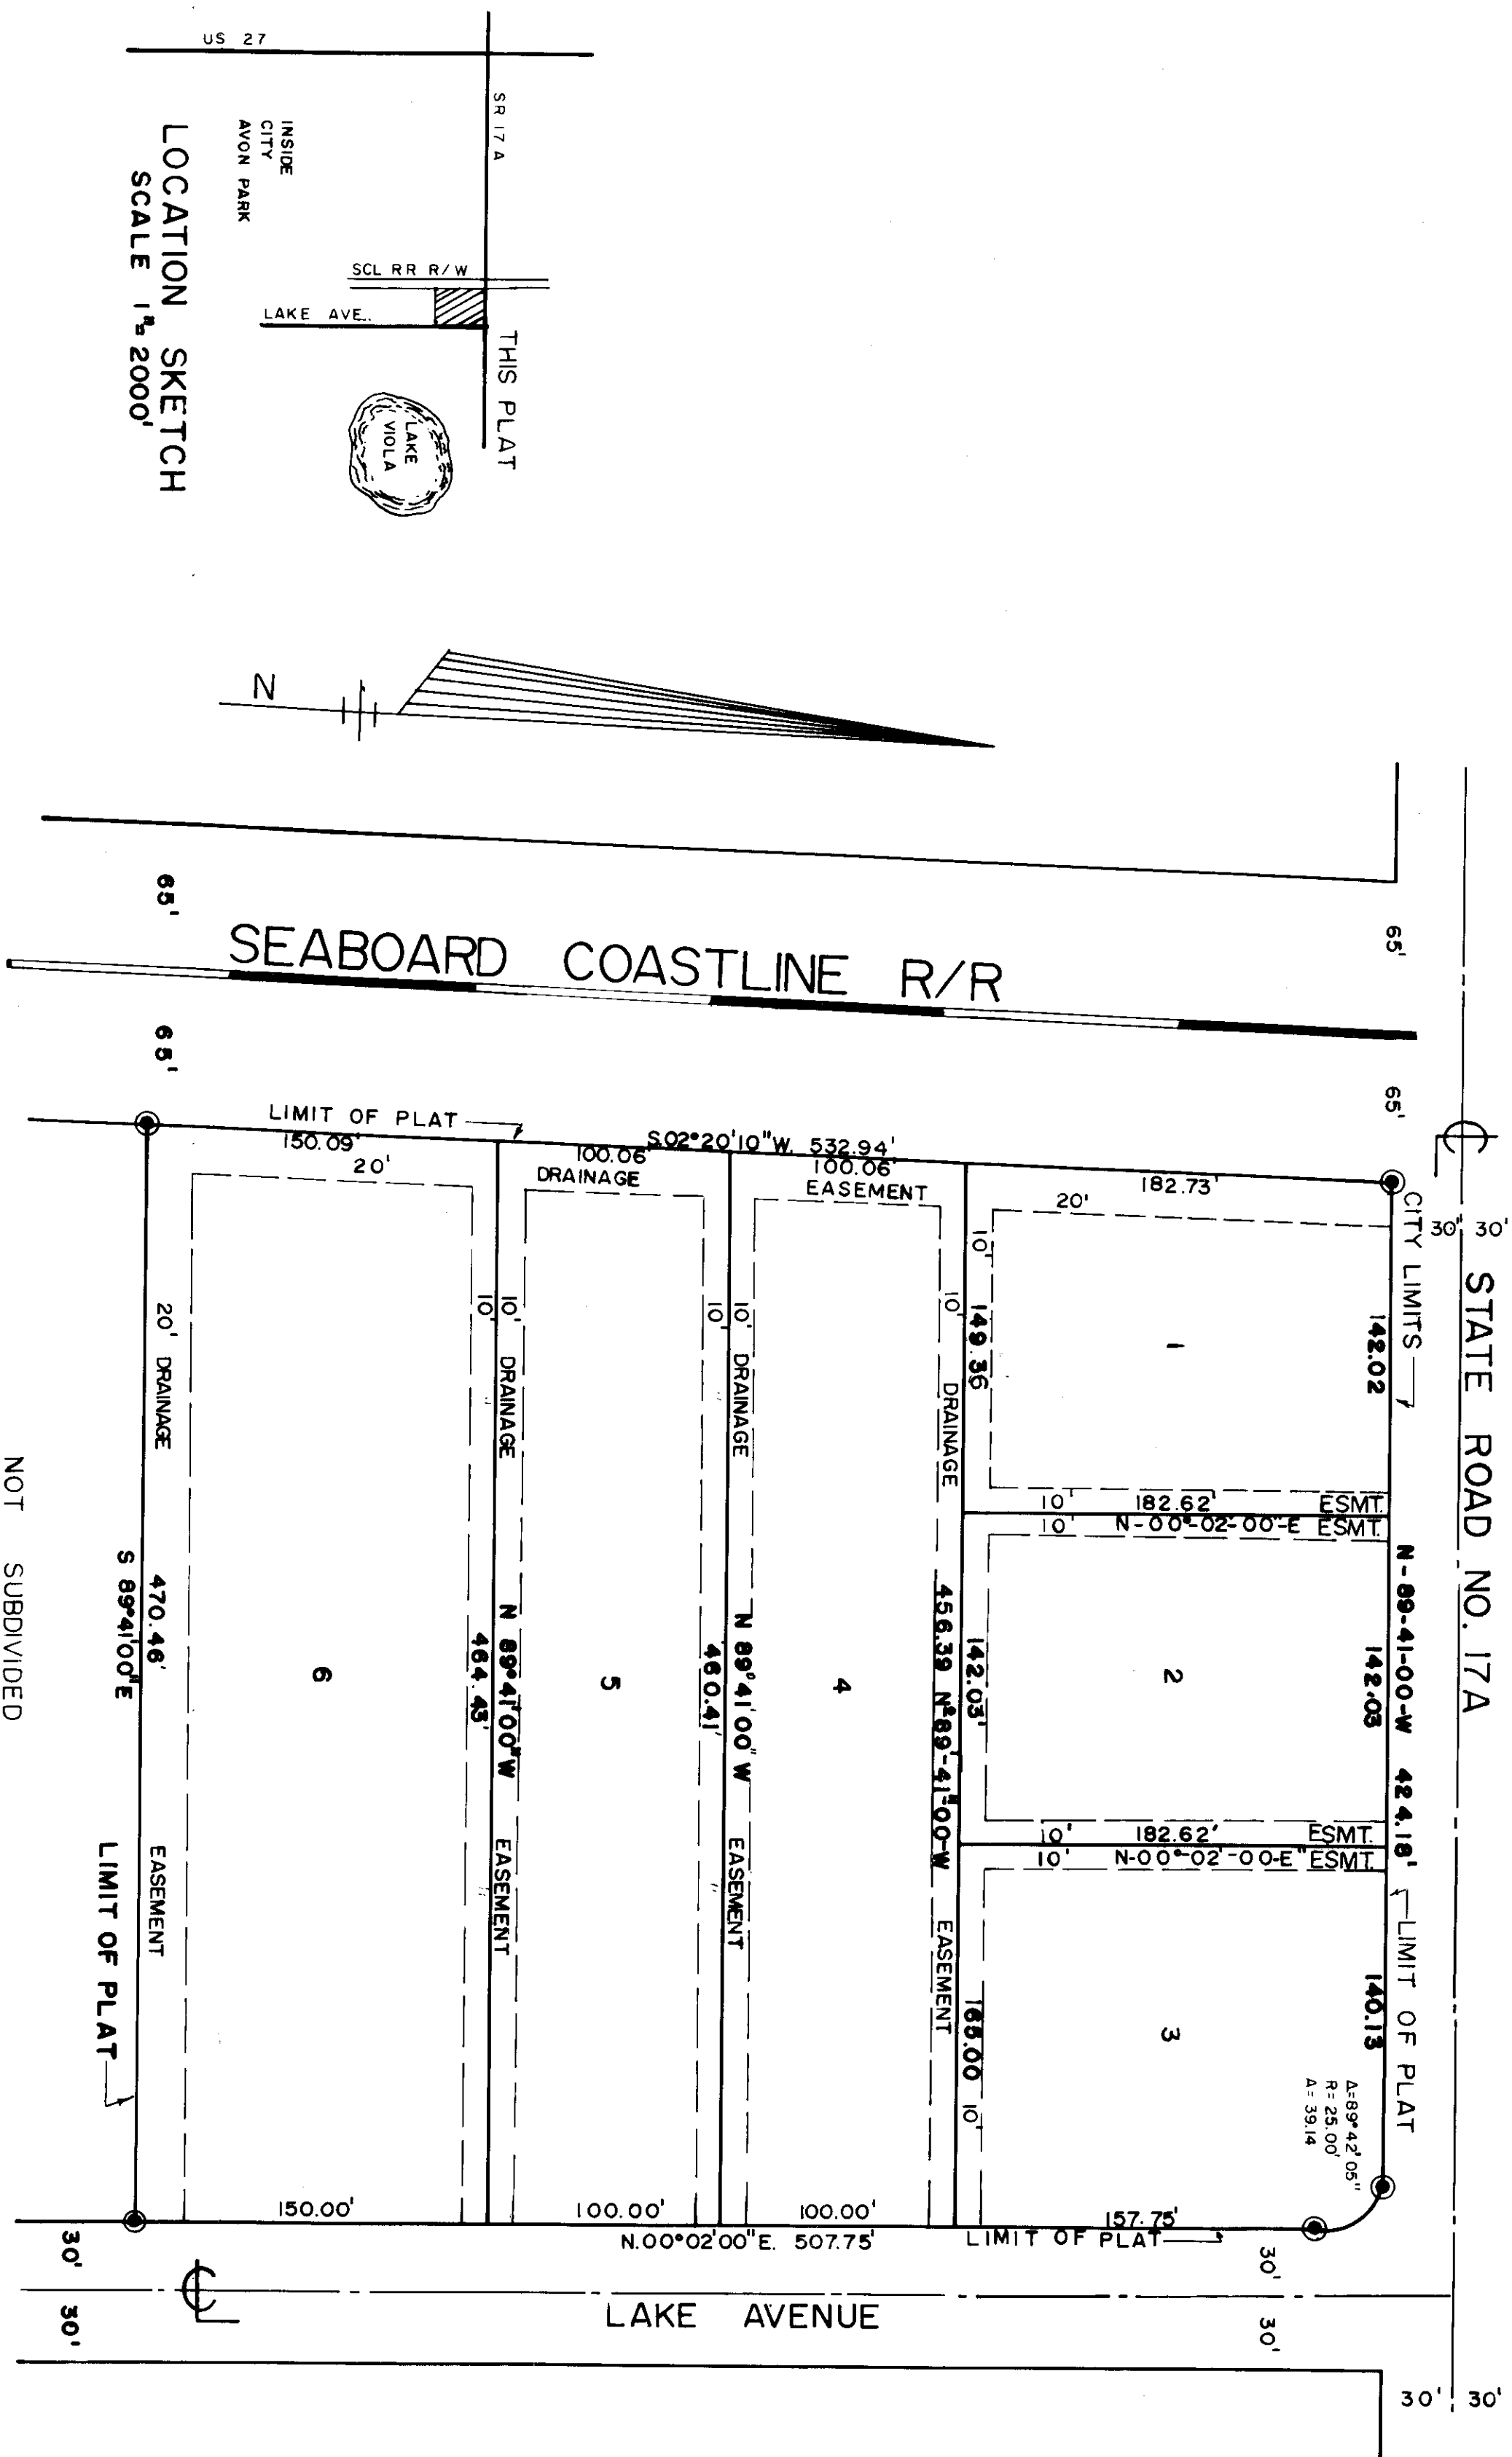 US 27
SR 17A
INSIDE
CITY
AVON PARK
SCL RR R/W
LAKE AVE.
THIS PLAT
LAKE
VIOLA
LOCATION SKETCH
SCALE 1"= 2000'
N
65'
65'
SEABOARD COASTLINE R/R
65'
65'
STATE ROAD NO. 17A
30' 30'
CITY LIMITS
N-89-41-00-W 424.18'
LIMIT OF PLAT
142.02
142.03
140.13
Δ=89°42'05"
R=25.00'
A=39.14
LIMIT OF PLAT
S.02°20'10"W. 532.94'
150.09'
100.06'
100.06'
182.73'
20'
DRAINAGE
EASEMENT
20'
1
10'
10' 182.62' ESMT.
10' N-00°-02'-00"-E ESMT.
2
10' 182.62' ESMT.
10' N-00°-02'-00-E" ESMT.
3
149.36
142.03'
165.00
10'
10' DRAINAGE
456.39 N-89-41-00-W
EASEMENT
4
10' DRAINAGE
N 89°41'00" W
EASEMENT
10'
460.41'
5
10' DRAINAGE
N 89°41'00" W
EASEMENT
10'
464.43'
6
20' DRAINAGE
470.46'
EASEMENT
S 89°41'00"E
LIMIT OF PLAT
NOT SUBDIVIDED
150.00'
100.00'
100.00'
157.75'
N.00°02'00"E. 507.75'
LIMIT OF PLAT
30'
30'
LAKE AVENUE
30'
30'
30' 30'